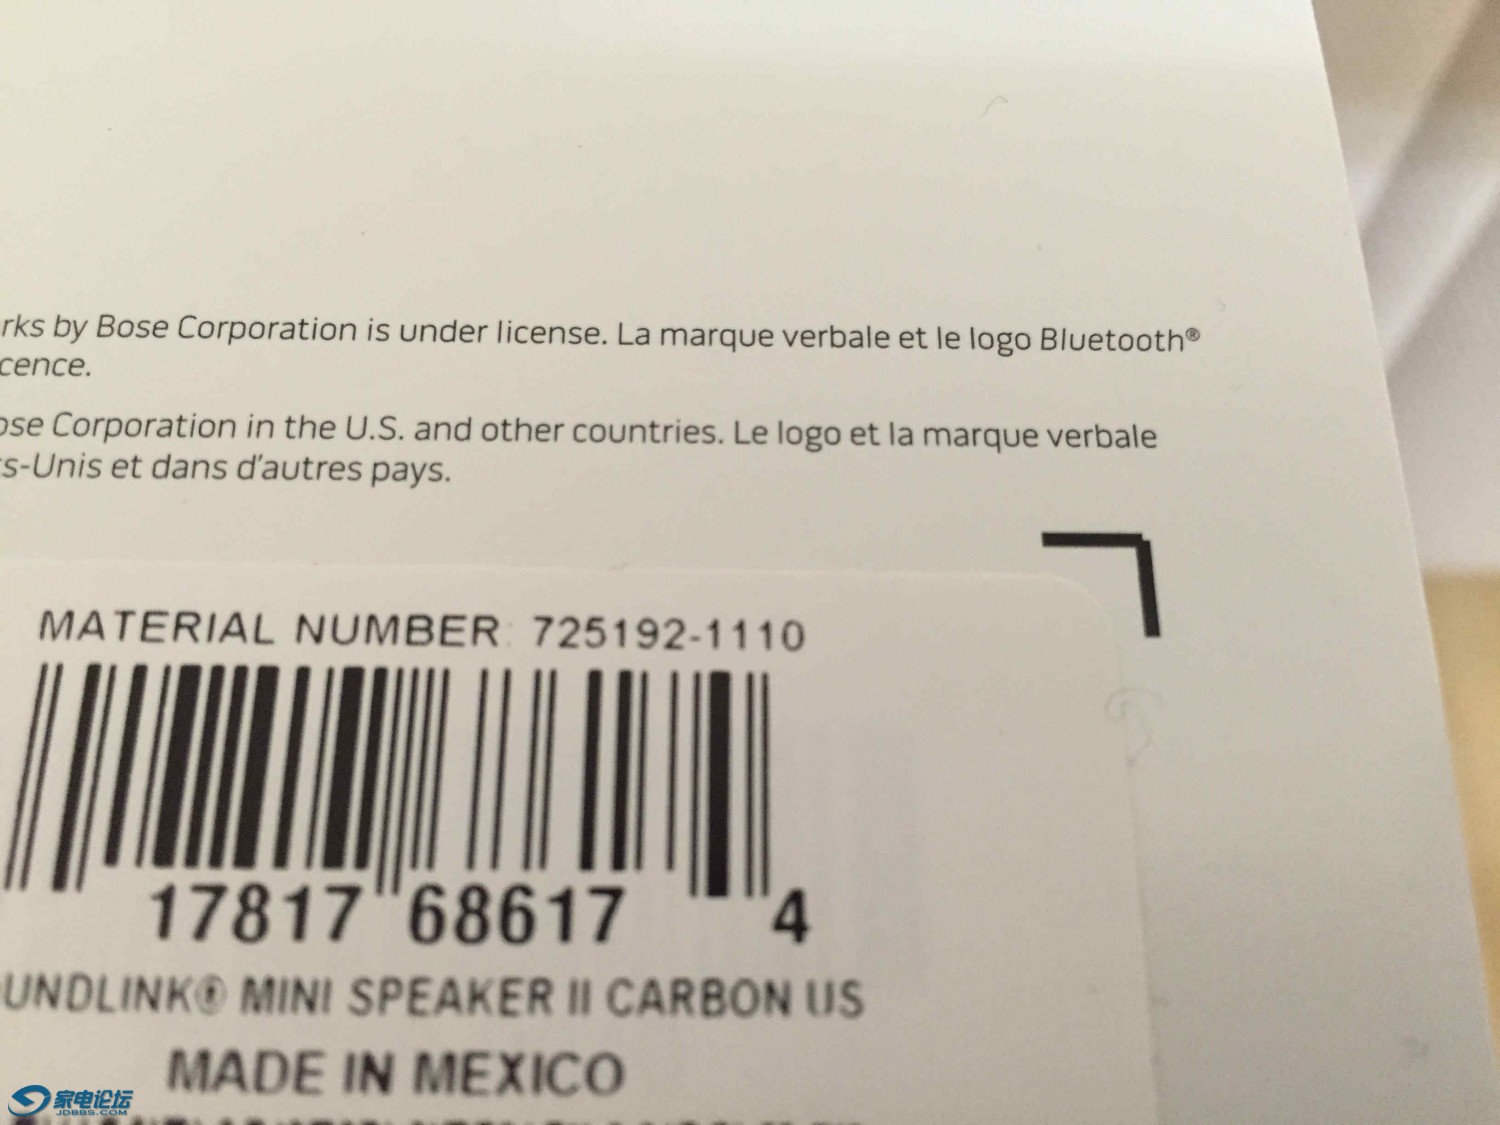 rks by Bose Corporation is under license. La marque verbale et le logo Bluetooth®
cence.
ose Corporation in the U.S. and other countries. Le logo et la marque verbale
s-Unis et dans d'autres pays.
MATERIAL NUMBER: 725192-1110
17817 68617 4
UNDLINK® MINI SPEAKER II CARBON US
MADE IN MEXICO
家电论坛
JDBBS.COM